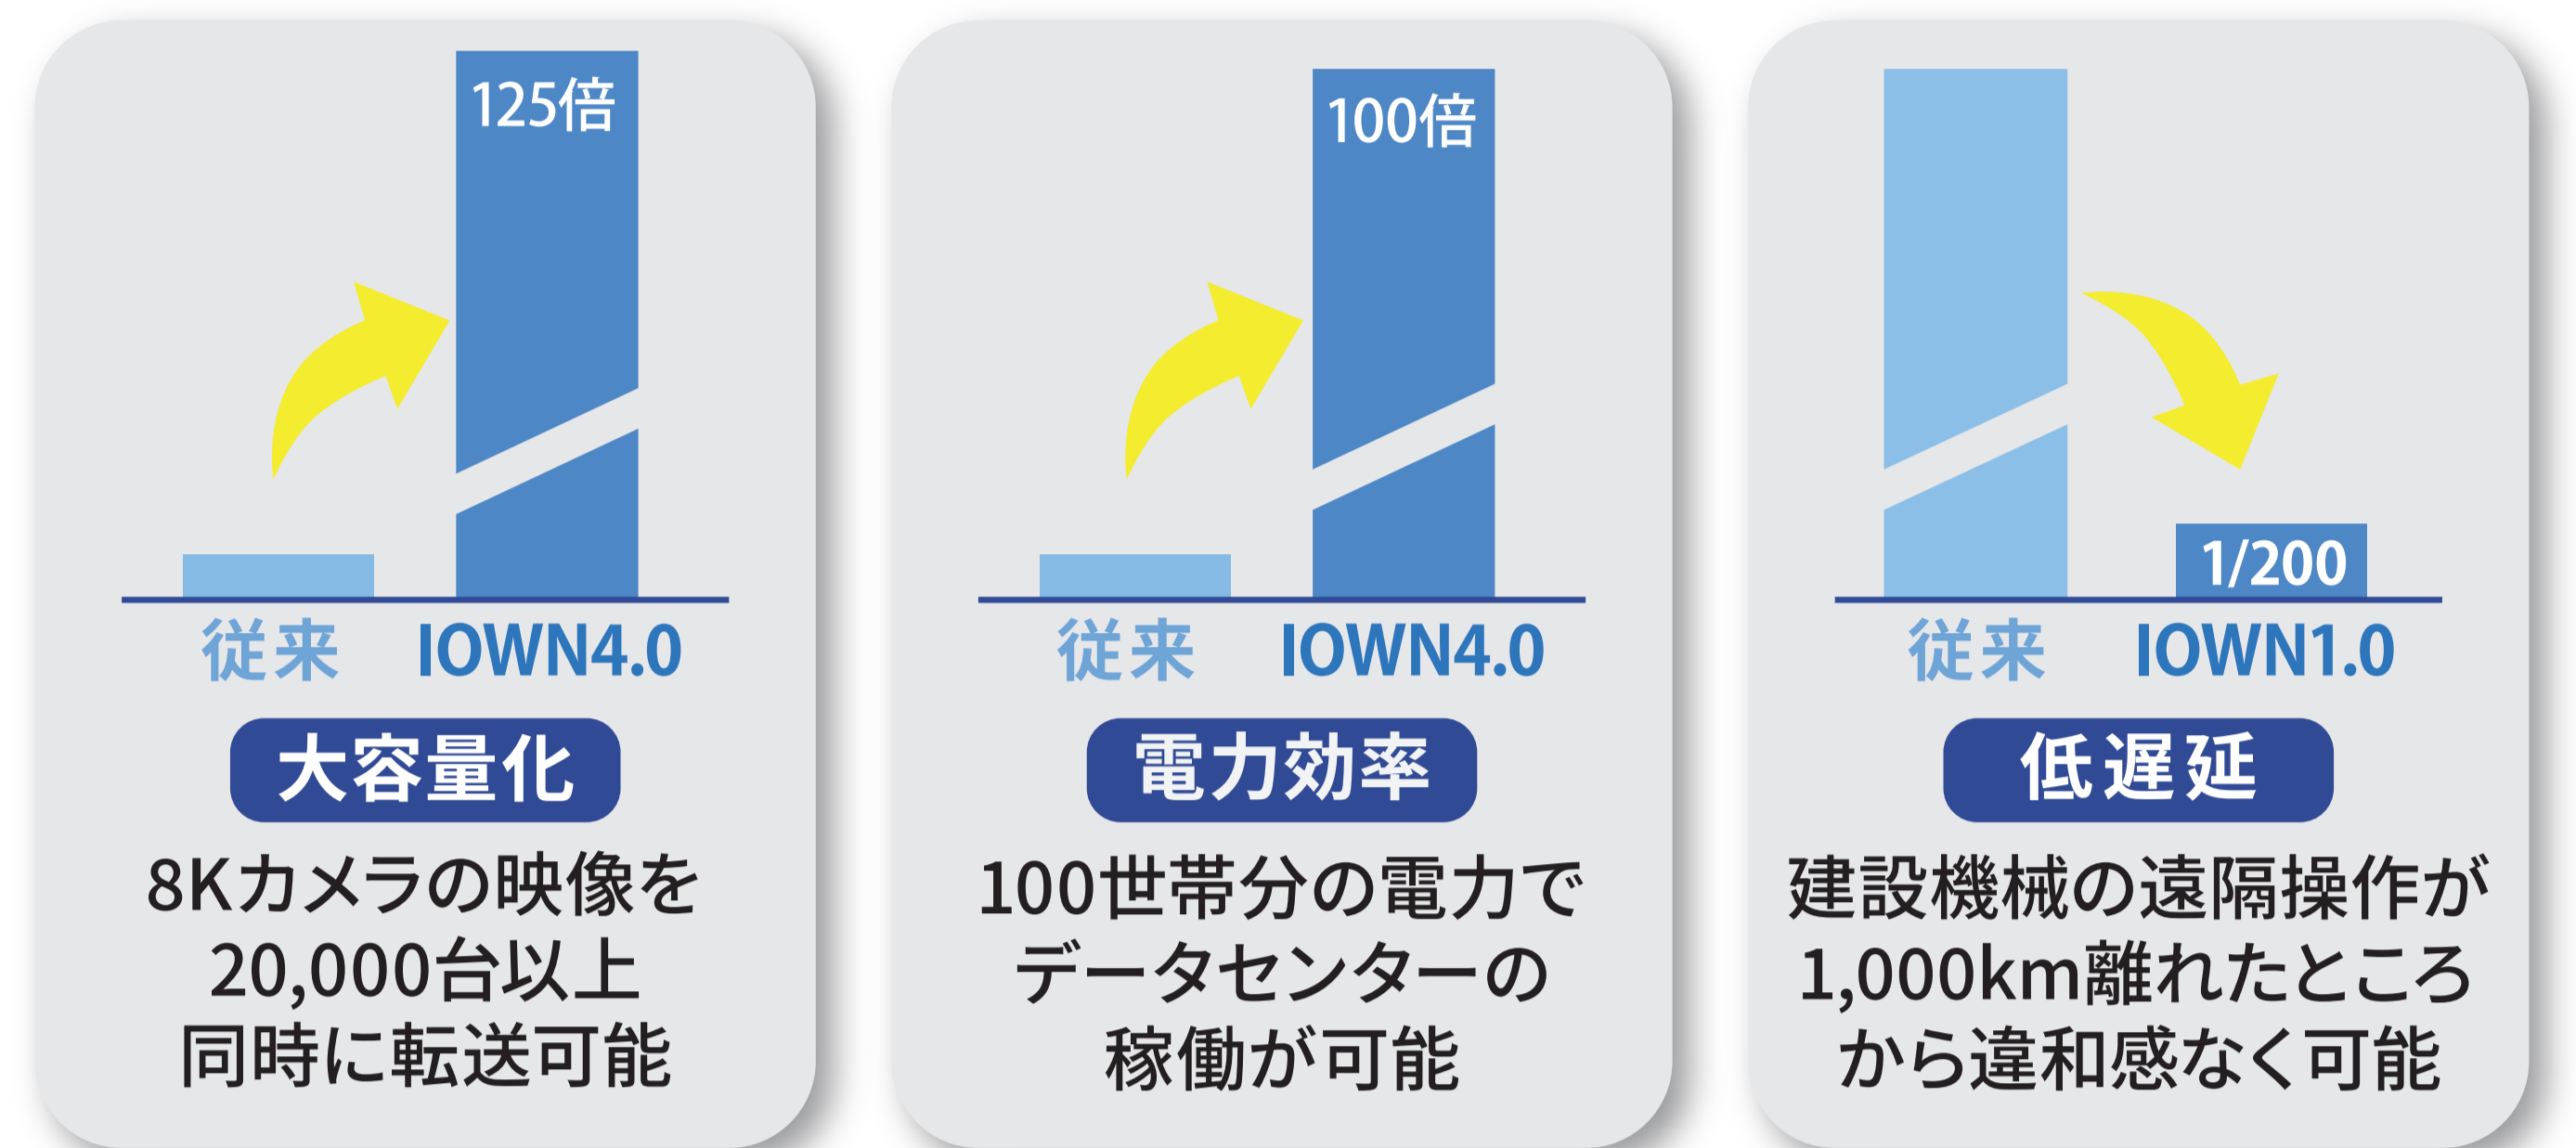 125倍
従来
IOWN4.0
大容量化
8Kカメラの映像を
20,000台以上
同時に転送可能
100倍
従来
IOWN4.0
電力効率
100世帯分の電力で
データセンターの
稼働が可能
1/200
従来
IOWN1.0
低遅延
建設機械の遠隔操作が
1,000km離れたところ
から違和感なく可能